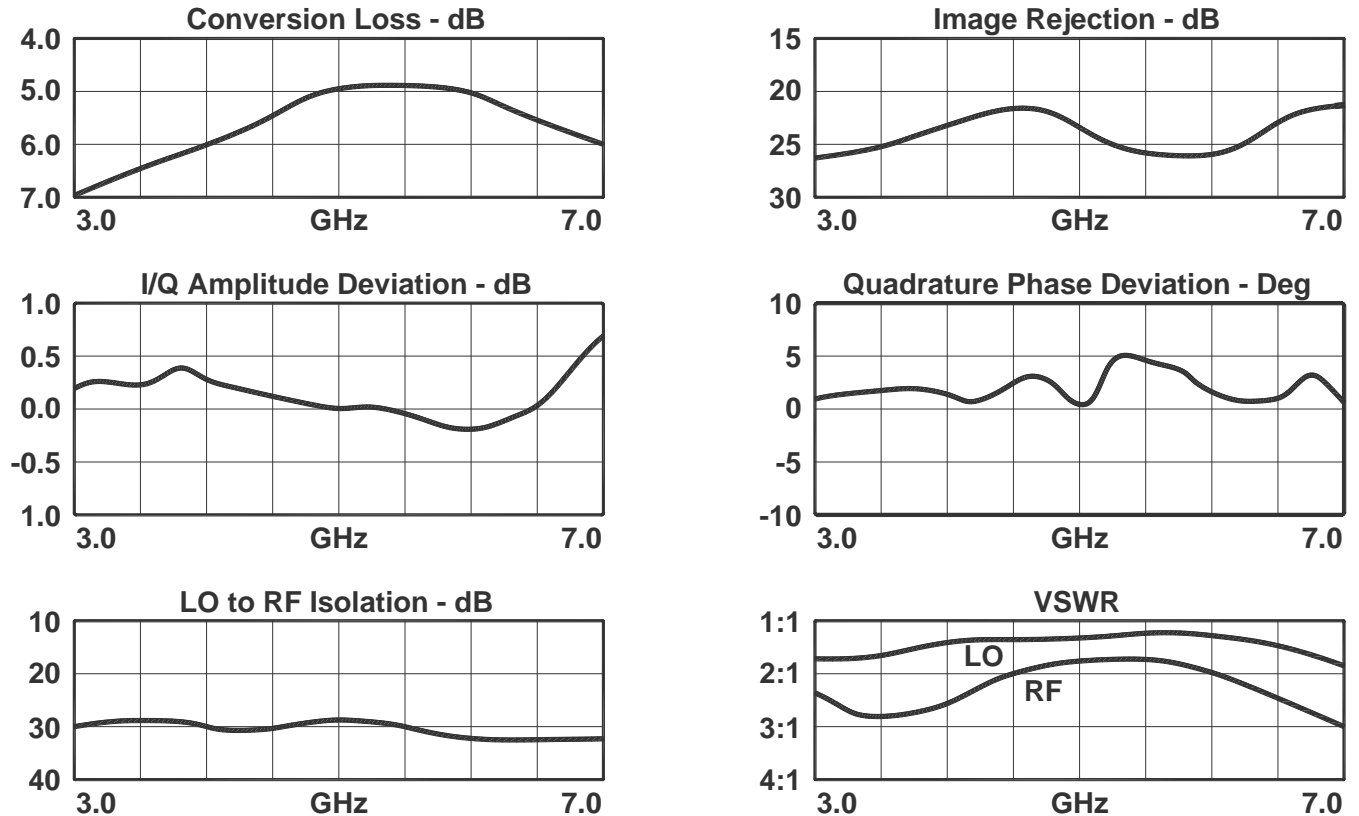 Conversion Loss - dB
4.0
5.0
6.0
7.0
3.0 GHz 7.0
Image Rejection - dB
15
20
25
30
3.0 GHz 7.0
I/Q Amplitude Deviation - dB
1.0
0.5
0.0
-0.5
1.0
3.0 GHz 7.0
Quadrature Phase Deviation - Deg
10
5
0
-5
-10
3.0 GHz 7.0
LO to RF Isolation - dB
10
20
30
40
3.0 GHz 7.0
VSWR
1:1
2:1
3:1
4:1
LO
RF
3.0 GHz 7.0